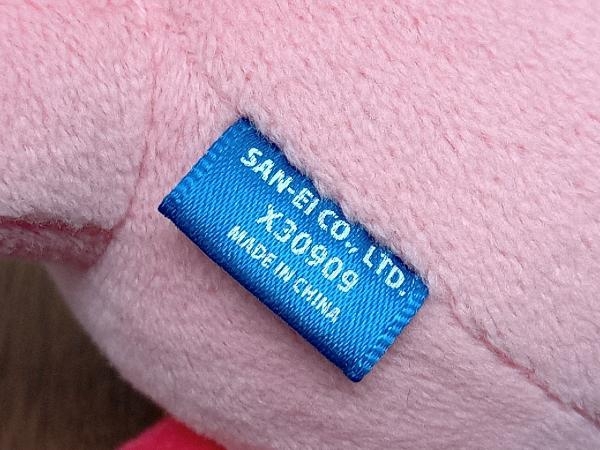 SAN-EI CO., LTD.
X30909
MADE IN CHINA